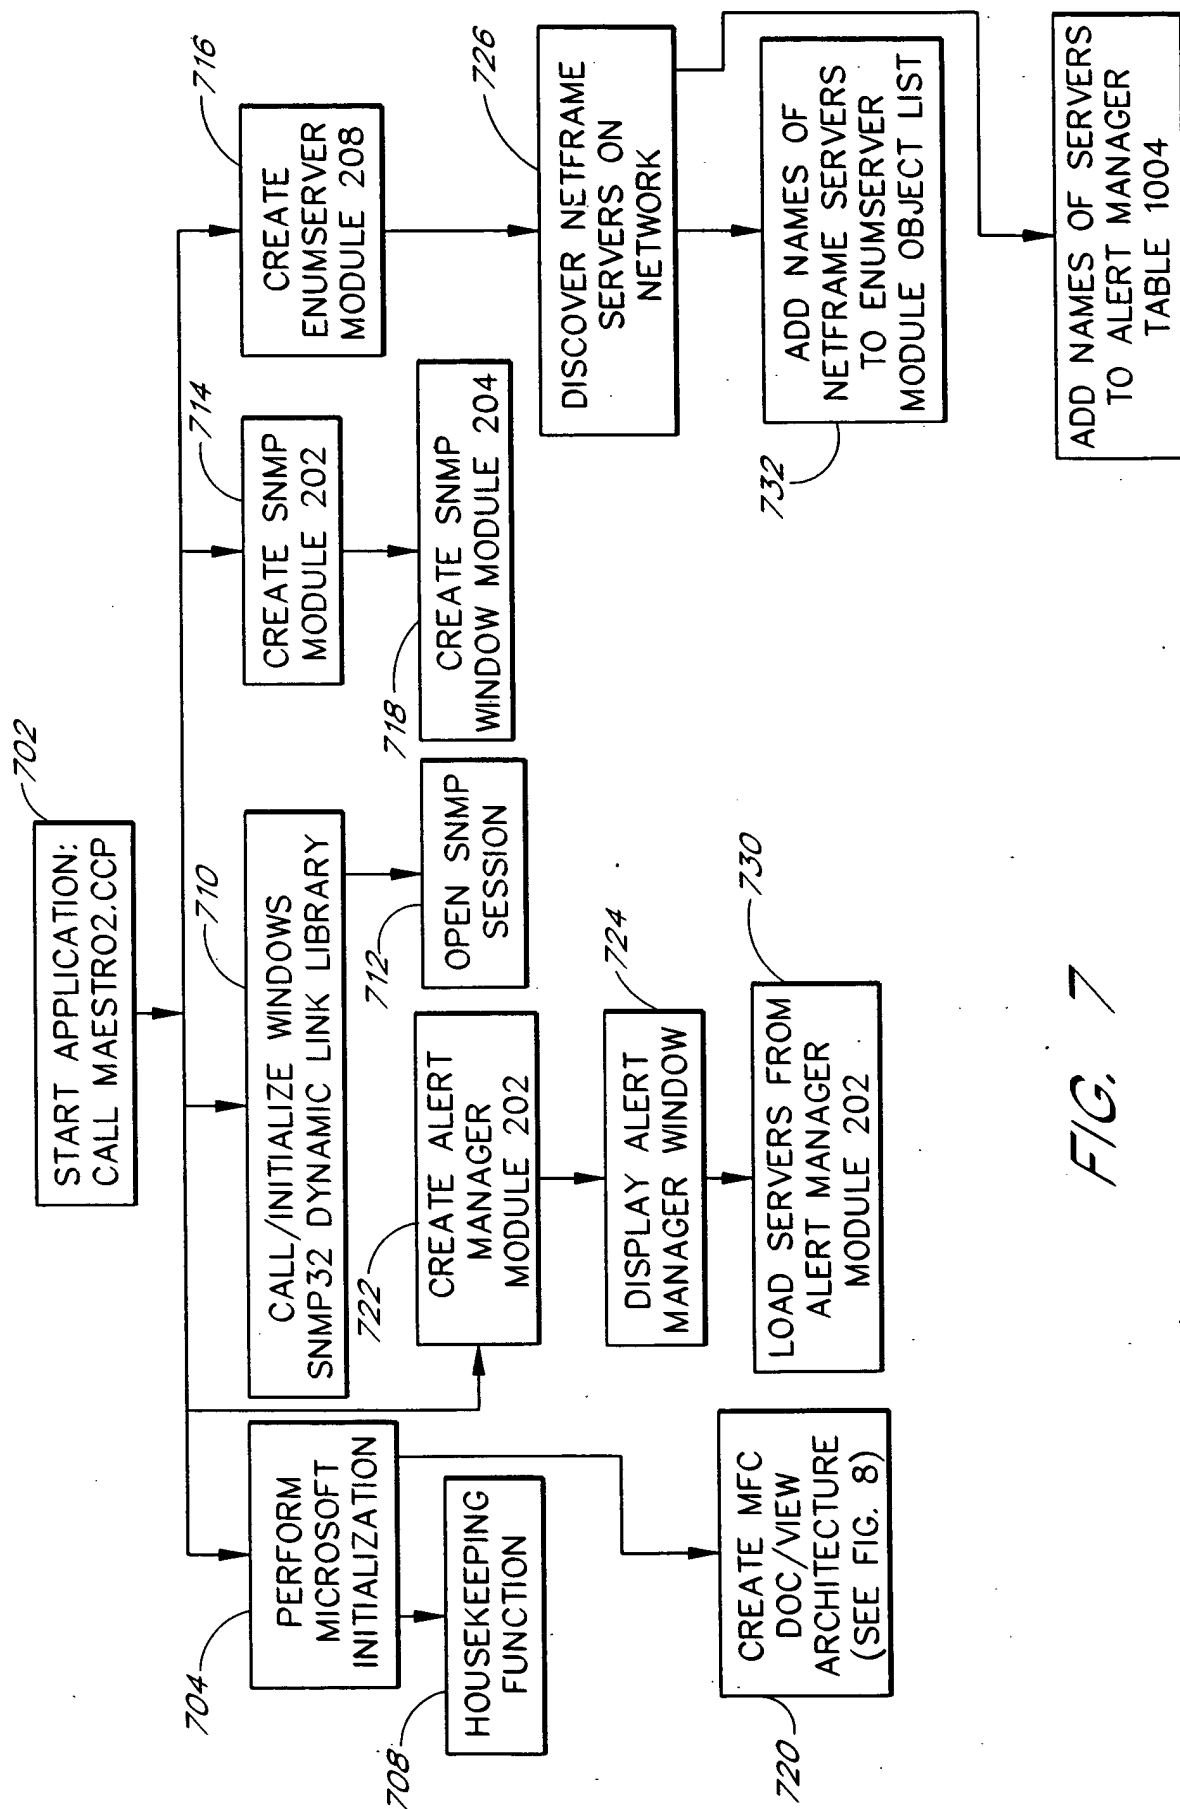 702
START APPLICATION:
CALL MAESTRO2.CCP
704
PERFORM
MICROSOFT
INITIALIZATION
710
CALL/INITIALIZE WINDOWS
SNMP32 DYNAMIC LINK LIBRARY
714
CREATE SNMP
MODULE 202
716
CREATE
ENUMSERVER
MODULE 208
708
HOUSEKEEPING
FUNCTION
722
CREATE ALERT
MANAGER
MODULE 202
712
OPEN SNMP
SESSION
718
CREATE SNMP
WINDOW MODULE 204
726
DISCOVER NETFRAME
SERVERS ON
NETWORK
724
DISPLAY ALERT
MANAGER WINDOW
720
CREATE MFC
DOC/VIEW
ARCHITECTURE
(SEE FIG. 8)
730
LOAD SERVERS FROM
ALERT MANAGER
MODULE 202
732
ADD NAMES OF
NETFRAME SERVERS
TO ENUMSERVER
MODULE OBJECT LIST
ADD NAMES OF SERVERS
TO ALERT MANAGER
TABLE 1004
FIG. 7